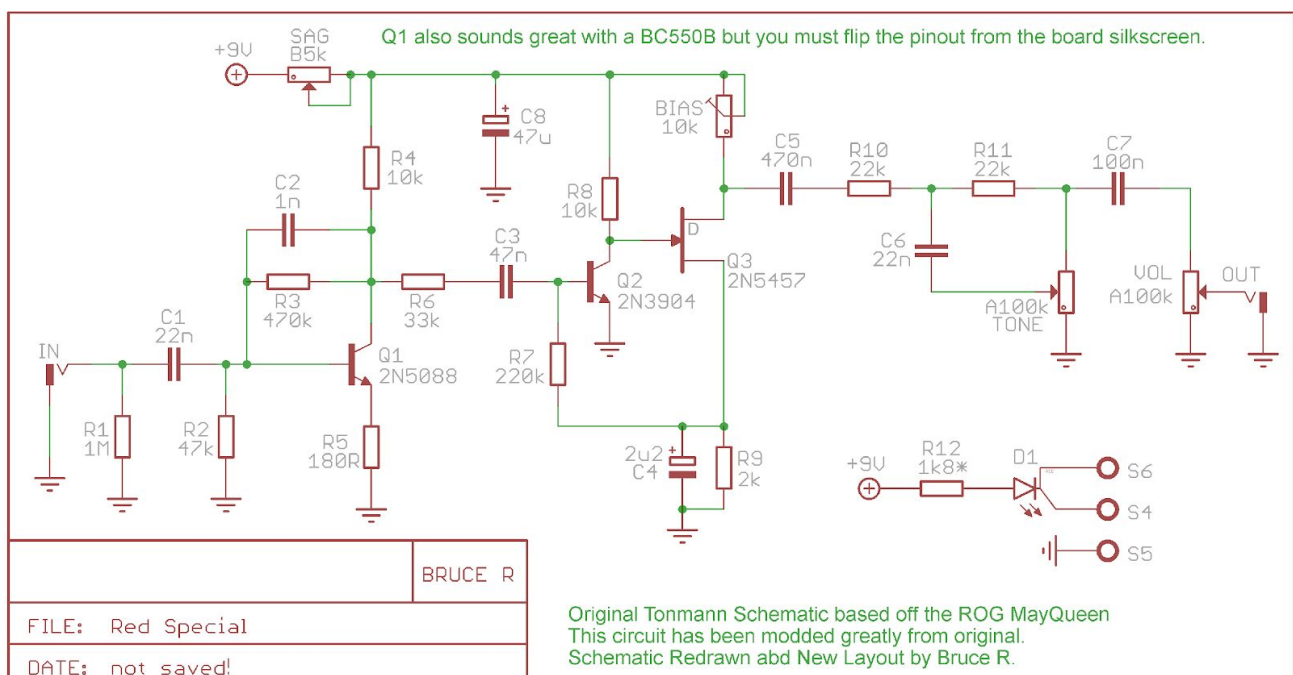 Q1 also sounds great with a BC550B but you must flip the pinout from the board silkscreen.
SAG
B5k
+9V
C8
47u
+
BIAS
10k
R4
10k
C2
1n
R8
10k
C5
470n
R10
22k
R11
22k
C7
100n
R3
470k
R6
33k
C3
47n
Q2
2N3904
D
Q3
2N5457
C6
22n
A100k
TONE
VOL
A100k
OUT
IN
C1
22n
Q1
2N5088
R7
220k
R1
1M
R2
47k
R5
180R
2u2
+
C4
R9
2k
+9V
R12
1k8*
D1
S6
S4
S5
BRUCE R
FILE: Red Special
DATE: not saved!
Original Tonmann Schematic based off the ROG MayQueen
This circuit has been modded greatly from original.
Schematic Redrawn abd New Layout by Bruce R.